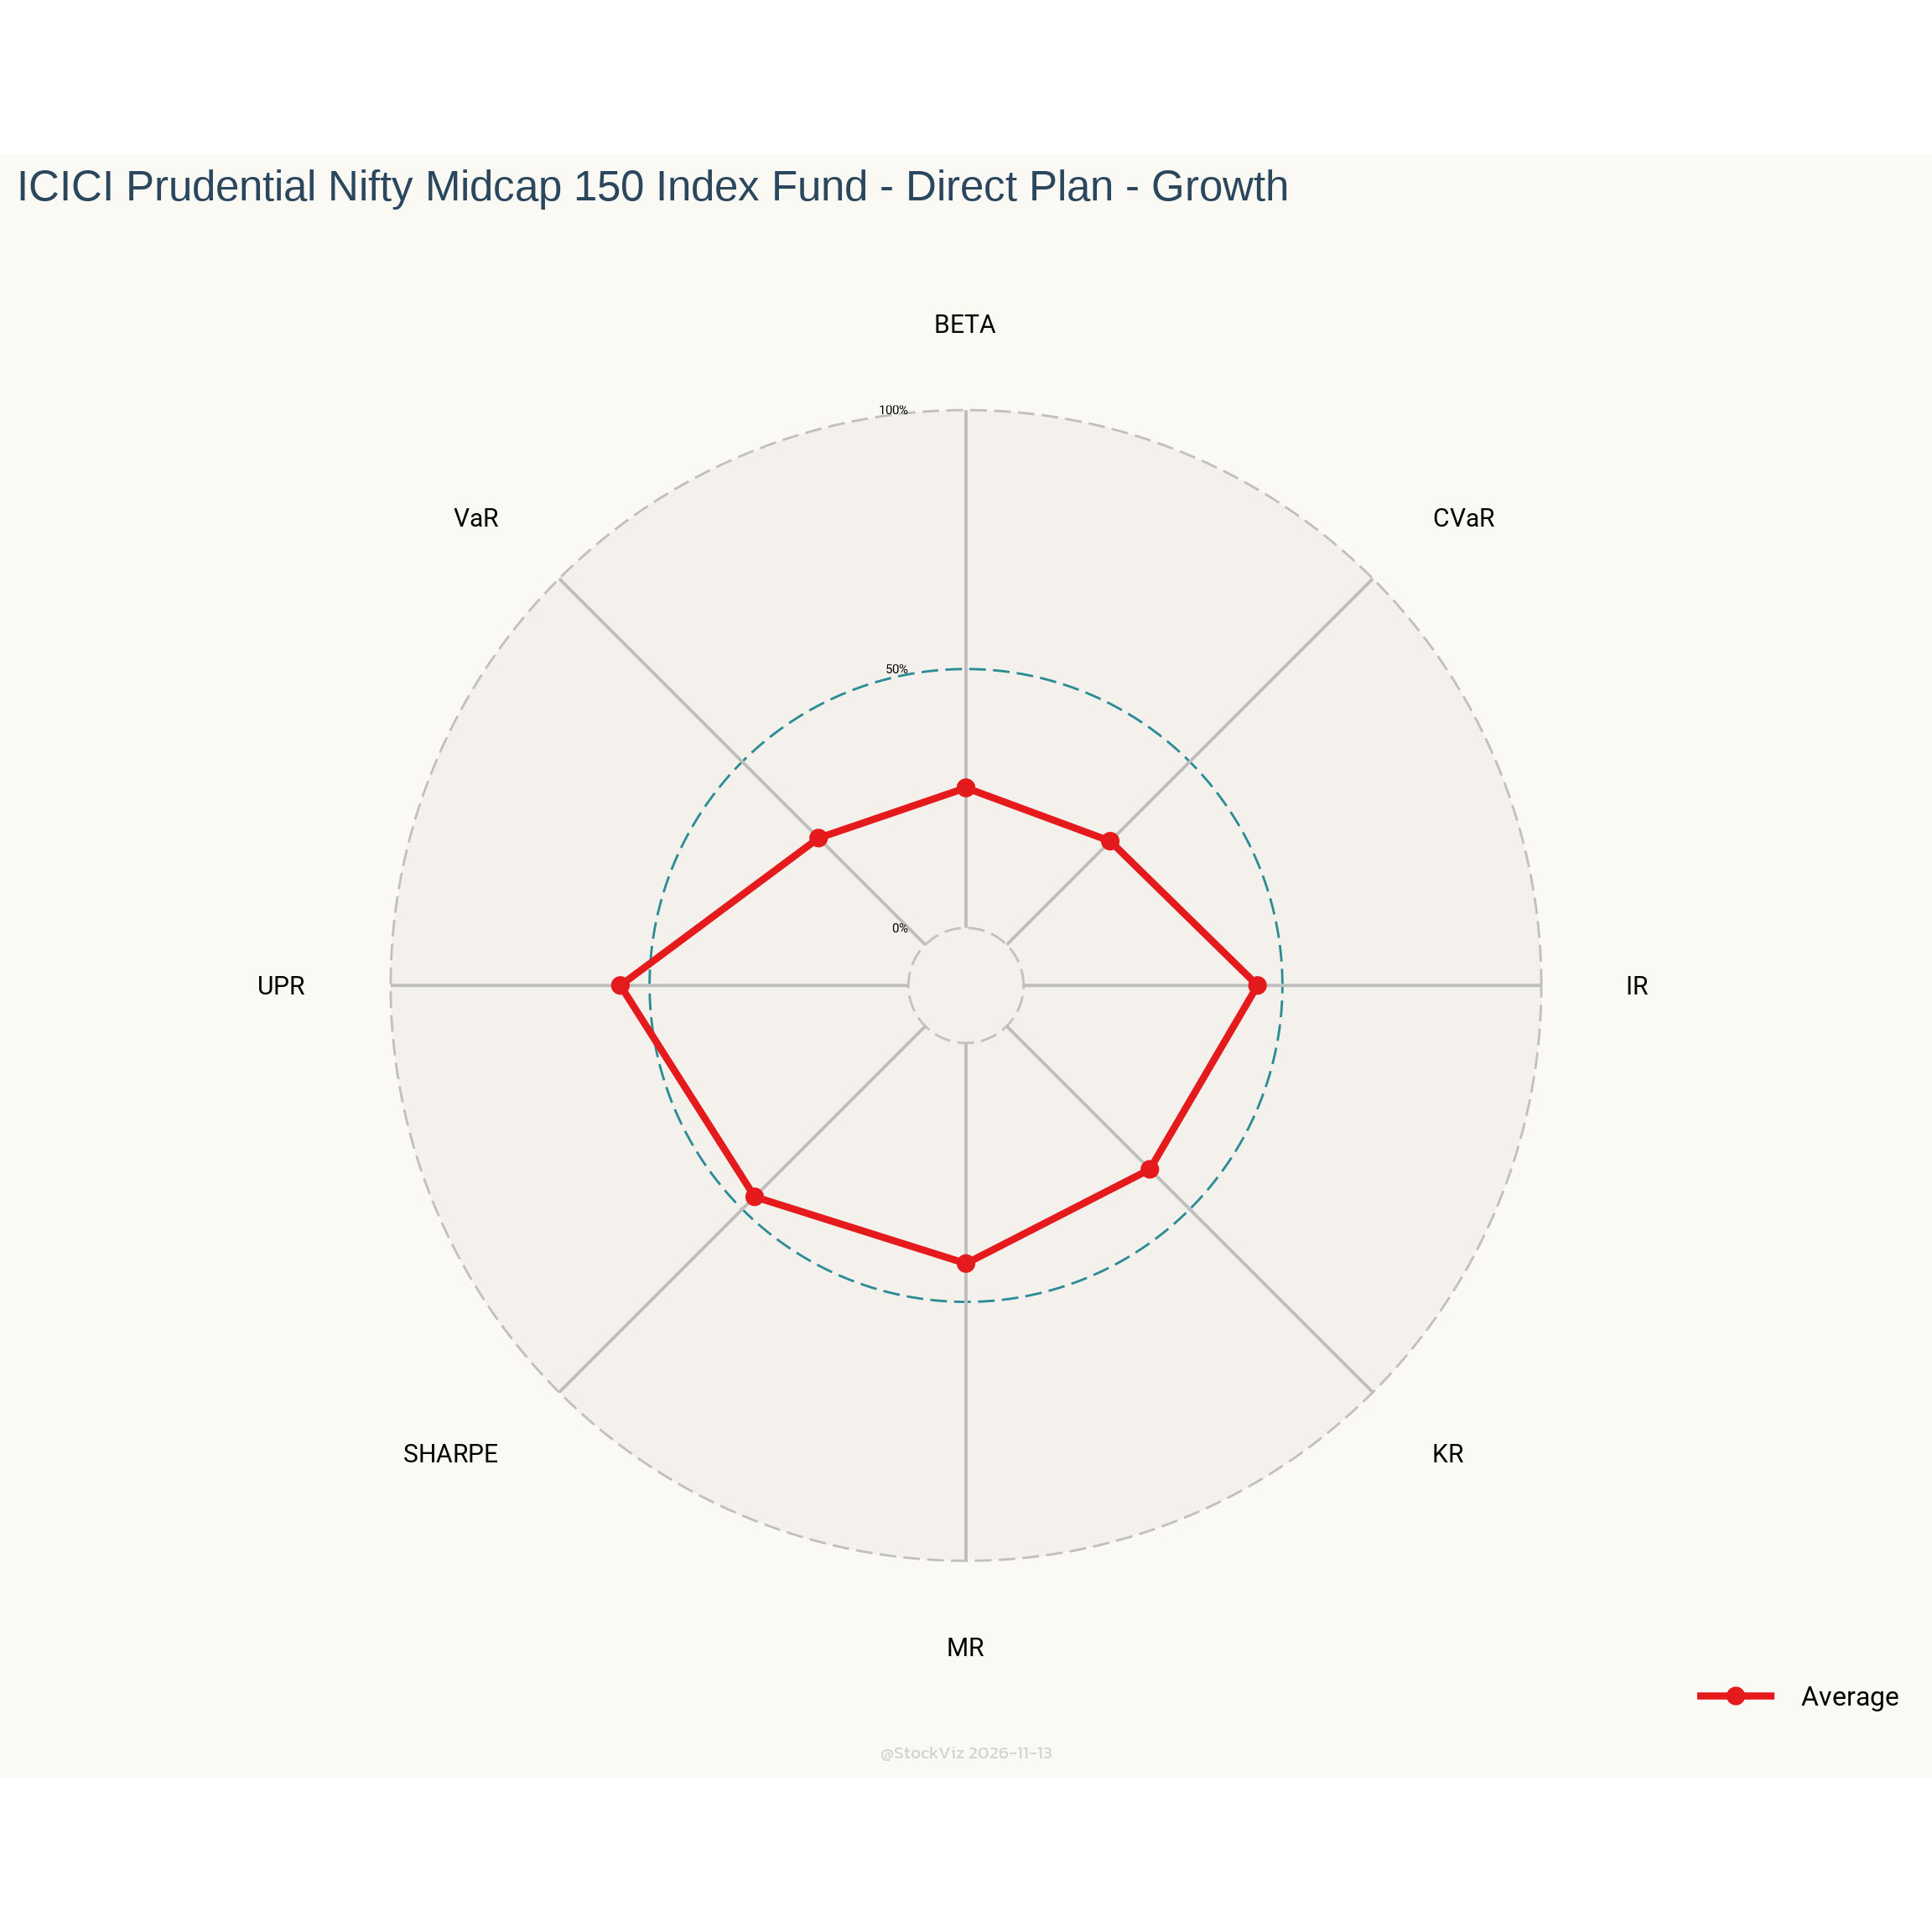 ICICI Prudential Nifty Midcap 150 Index Fund - Direct Plan - Growth
BETA
100%
VaR
CVaR
50%
0%
UPR
IR
SHARPE
KR
MR
Average
@StockViz 2026-11-13